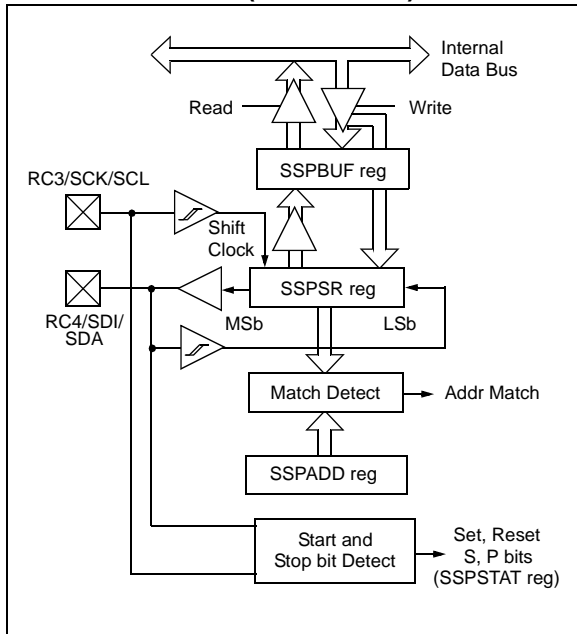 Internal
Data Bus
Read
Write
SSPBUF reg
RC3/SCK/SCL
Shift
Clock
SSPSR reg
MSb
LSb
RC4/SDI/
SDA
Match Detect
Addr Match
SSPADD reg
Start and
Stop bit Detect
Set, Reset
S, P bits
(SSPSTAT reg)